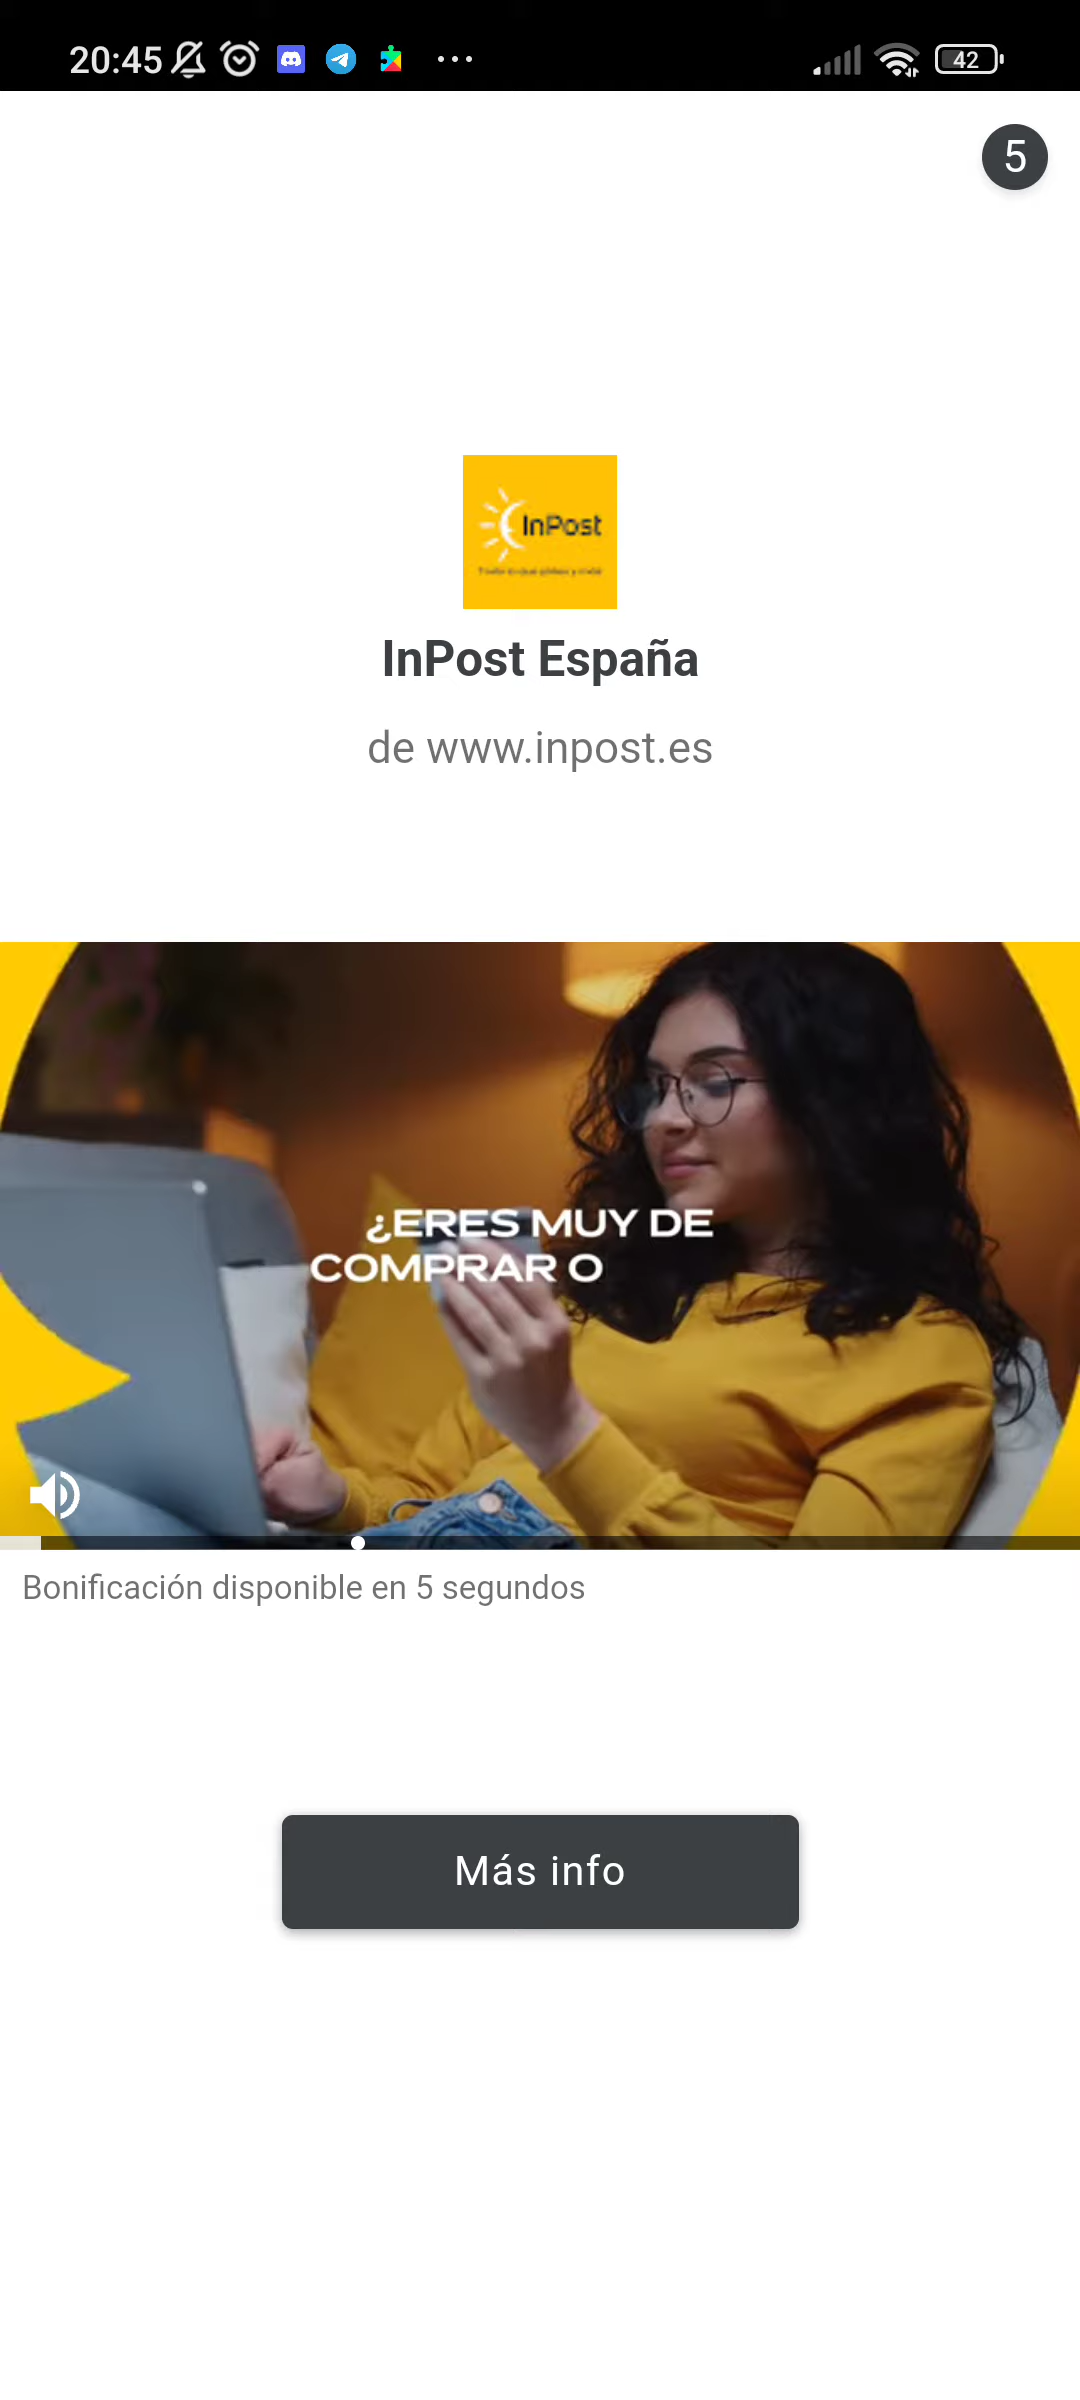 20:45
42
5
InPost
InPost España
de www.inpost.es
¿ERES MUY DE
COMPRAR O
Bonificación disponible en 5 segundos
Más info